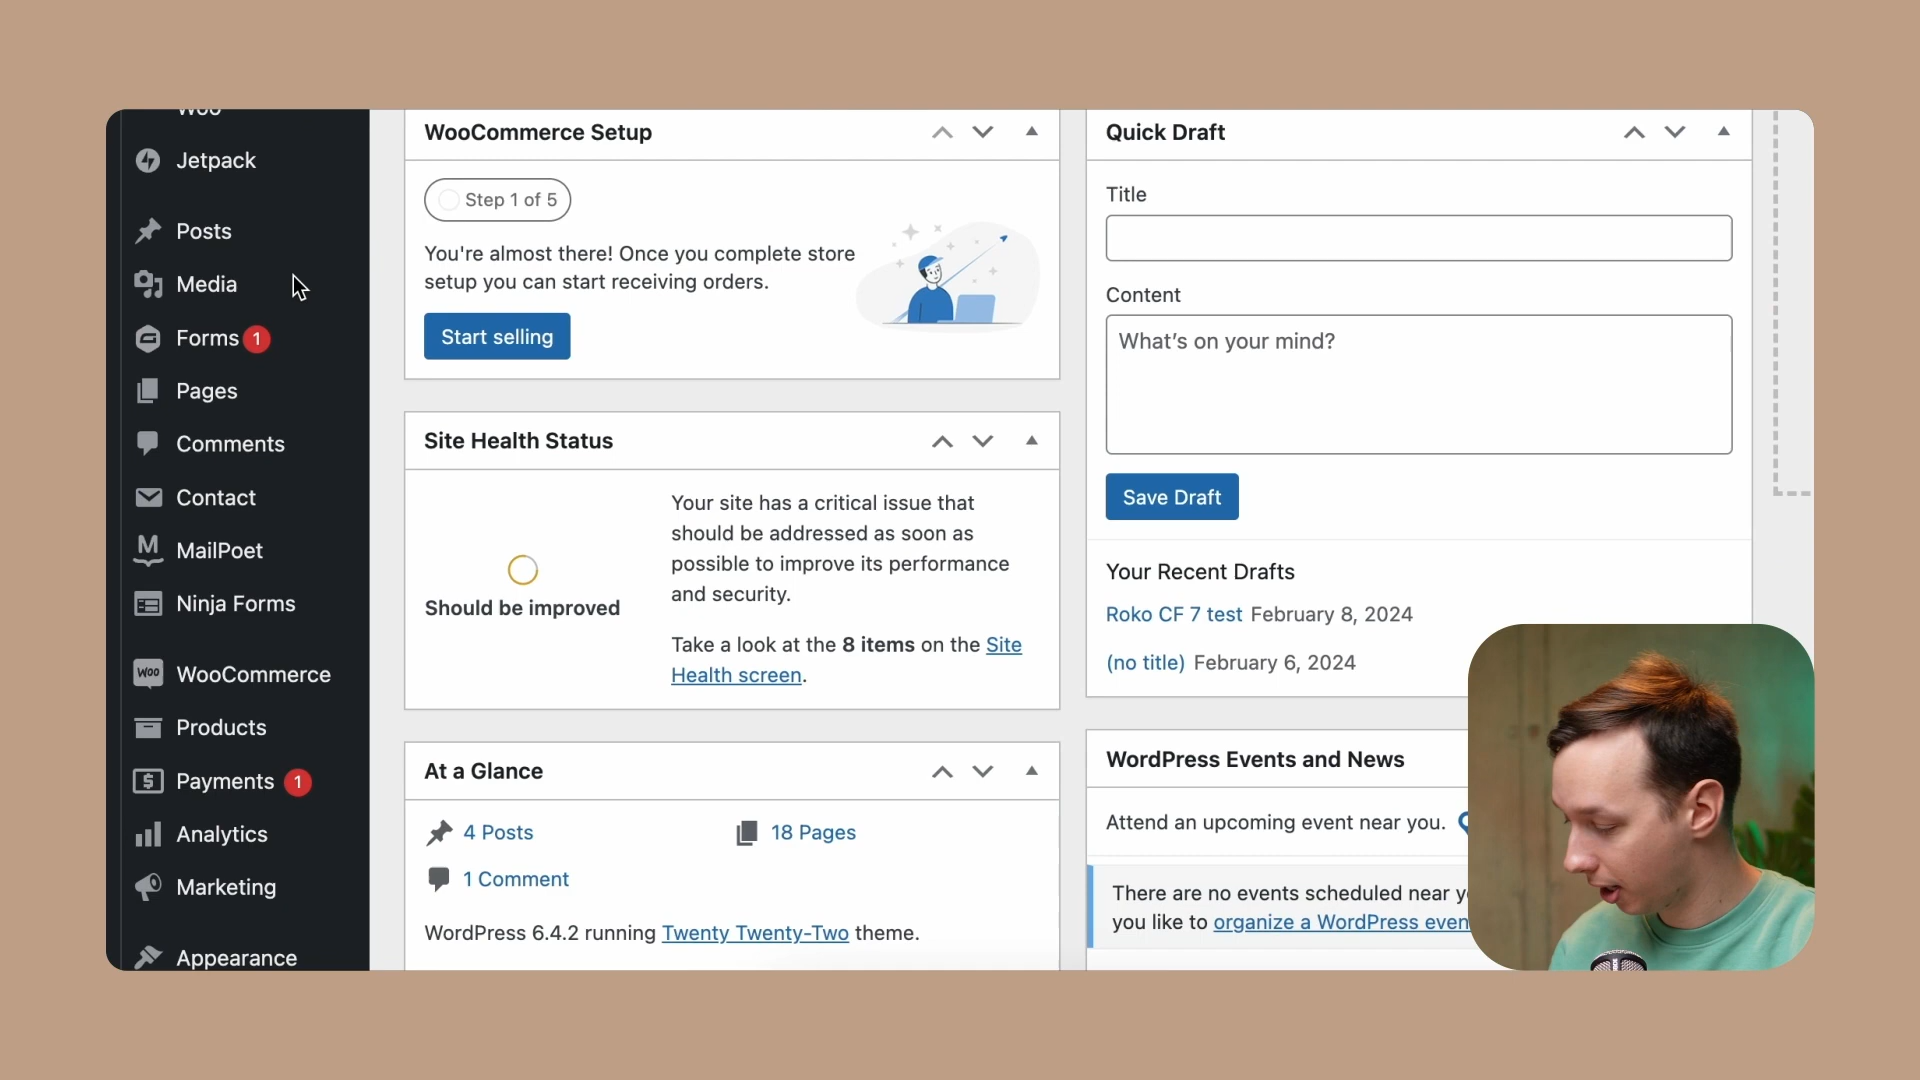 Woo
Jetpack
Posts
Media
Forms 1
Pages
Comments
Contact
MailPoet
Ninja Forms
WooCommerce
Products
Payments 1
Analytics
Marketing
Appearance
WooCommerce Setup
Step 1 of 5
You're almost there! Once you complete store
setup you can start receiving orders.
Start selling
Site Health Status
Should be improved
Your site has a critical issue that
should be addressed as soon as
possible to improve its performance
and security.
Take a look at the 8 items on the Site
Health screen.
At a Glance
4 Posts
18 Pages
1 Comment
WordPress 6.4.2 running Twenty Twenty-Two theme.
Quick Draft
Title
Content
What's on your mind?
Save Draft
Your Recent Drafts
Roko CF 7 test February 8, 2024
(no title) February 6, 2024
WordPress Events and News
Attend an upcoming event near you.
There are no events scheduled near
you like to organize a WordPress even